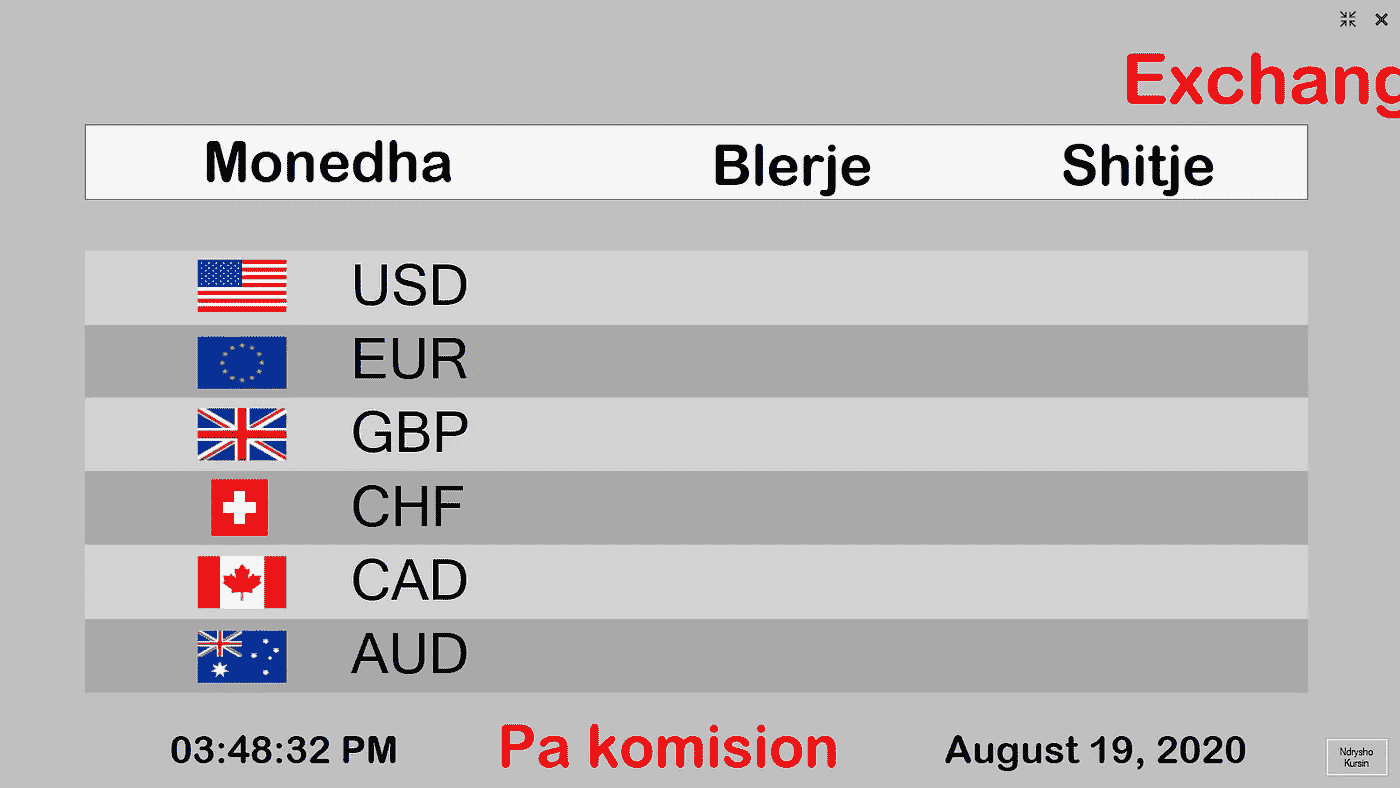 Exchang
Monedha Blerje Shitje
USD
EUR
GBP
CHF
CAD
AUD
03:48:32 PM Pa komision August 19, 2020
Ndrysho
Kursin